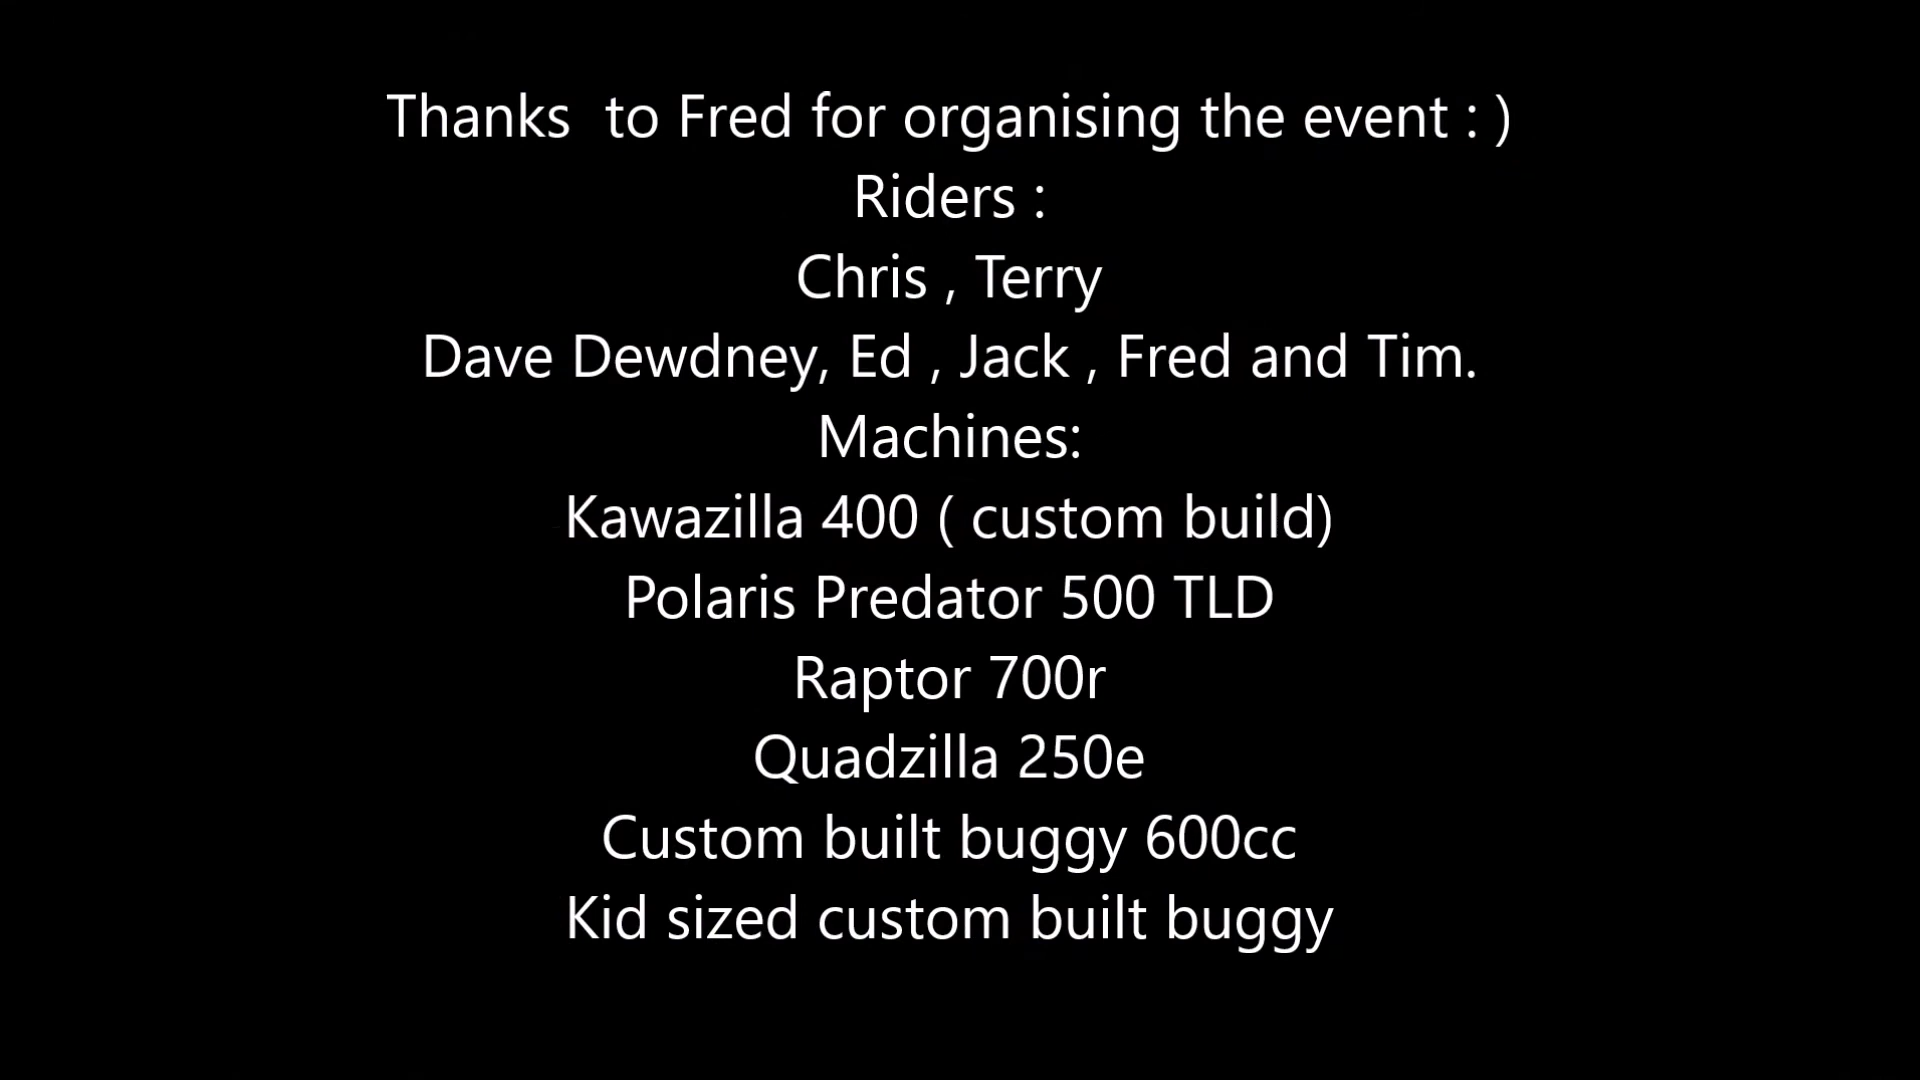 Thanks  to Fred for organising the event : )
Riders :
Chris , Terry
Dave Dewdney, Ed , Jack , Fred and Tim.
Machines:
Kawazilla 400 ( custom build)
Polaris Predator 500 TLD
Raptor 700r
Quadzilla 250e
Custom built buggy 600cc
Kid sized custom built buggy